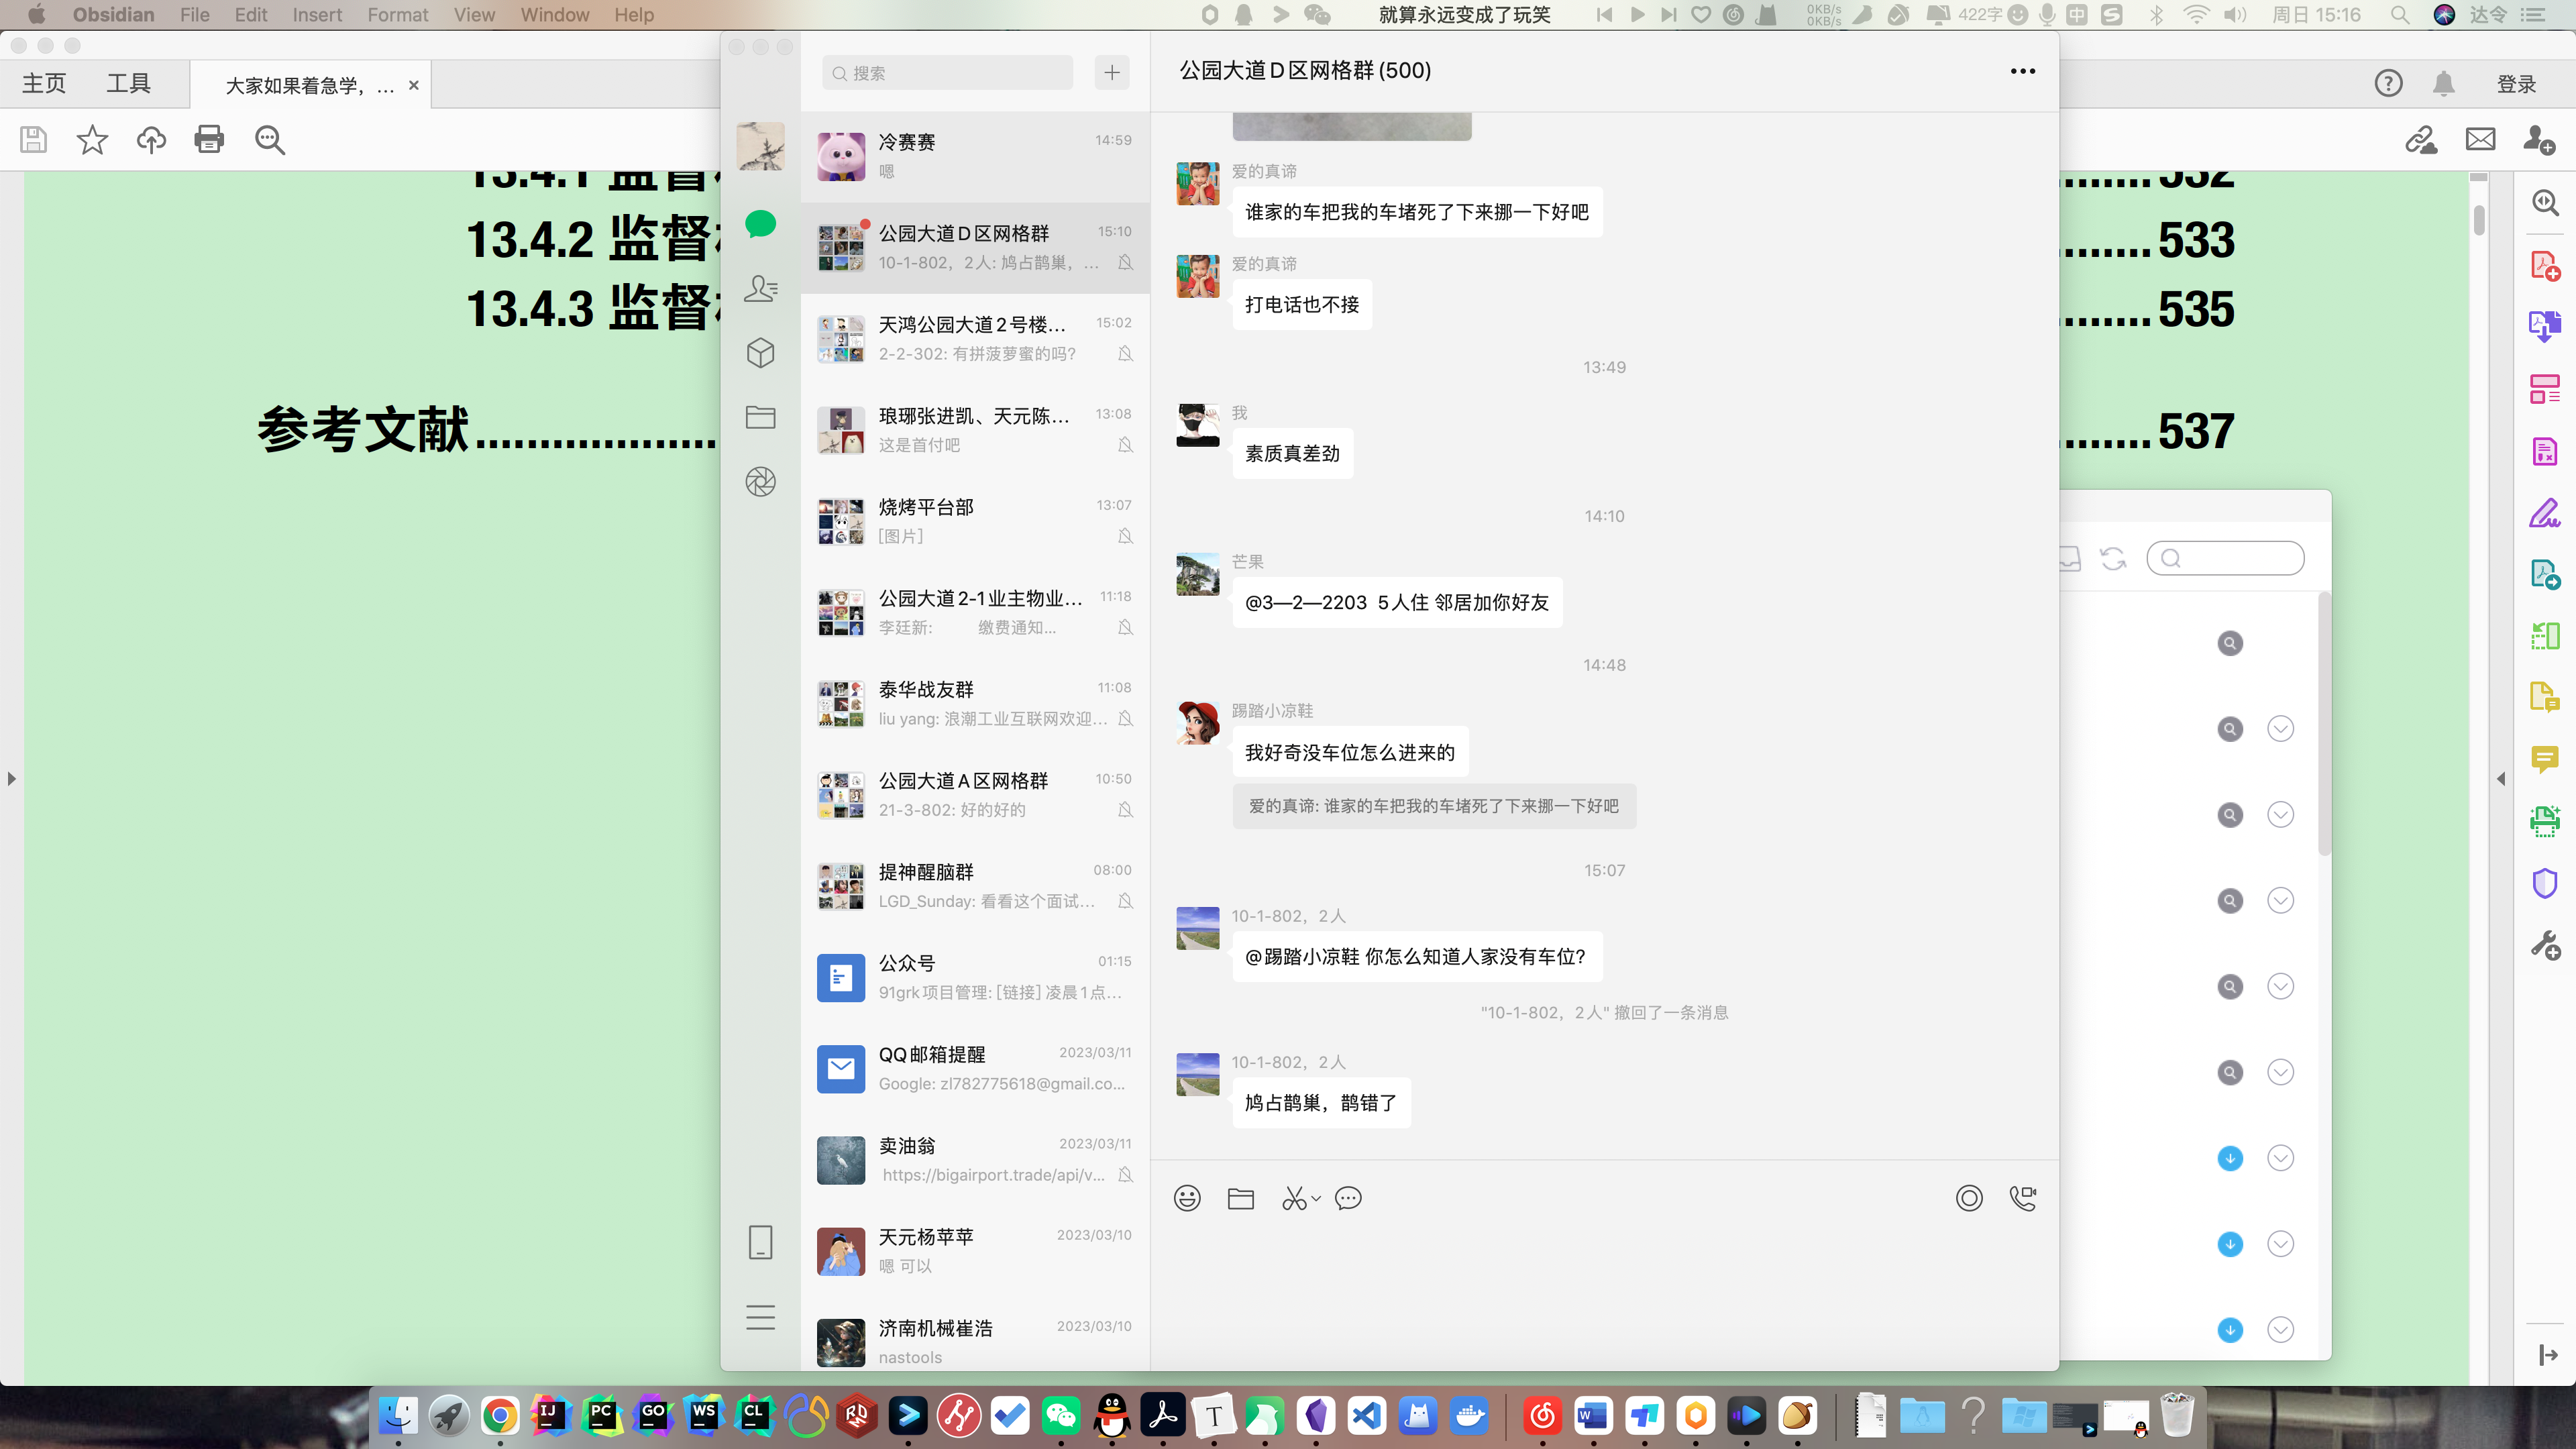 Obsidian File Edit Insert Format View Window Help
就算永远变成了玩笑
0KB/s
0KB/s
422字
中
周日 15:16
达令
主页
工具
大家如果着急学，...
登录
13.4.1 监督
532
13.4.2 监督
533
13.4.3 监督
535
参考文献
537
搜索
冷赛赛
14:59
嗯
公园大道D区网格群
15:10
10-1-802，2人: 鸠占鹊巢，...
天鸿公园大道2号楼...
15:02
2-2-302: 有拼菠萝蜜的吗?
琅琊张进凯、天元陈...
13:08
这是首付吧
烧烤平台部
13:07
[图片]
公园大道2-1业主物业...
11:18
李廷新: 缴费通知...
泰华战友群
11:08
liu yang: 浪潮工业互联网欢迎...
公园大道A区网格群
10:50
21-3-802: 好的好的
提神醒脑群
08:00
LGD_Sunday: 看看这个面试...
公众号
01:15
91grk项目管理: [链接] 凌晨1点...
QQ邮箱提醒
2023/03/11
Google: zl782775618@gmail.co...
卖油翁
2023/03/11
https://bigairport.trade/api/v...
天元杨苹苹
2023/03/10
嗯 可以
济南机械崔浩
2023/03/10
nastools
公园大道D区网格群(500)
爱的真谛
谁家的车把我的车堵死了下来挪一下好吧
爱的真谛
打电话也不接
13:49
我
素质真差劲
14:10
芒果
@3—2—2203 5人住 邻居加你好友
14:48
踢踏小凉鞋
我好奇没车位怎么进来的
爱的真谛: 谁家的车把我的车堵死了下来挪一下好吧
15:07
10-1-802，2人
@踢踏小凉鞋 你怎么知道人家没有车位?
"10-1-802，2人" 撤回了一条消息
10-1-802，2人
鸠占鹊巢，鹊错了
IJ
PC
GO
WS
CL
RD
T
W